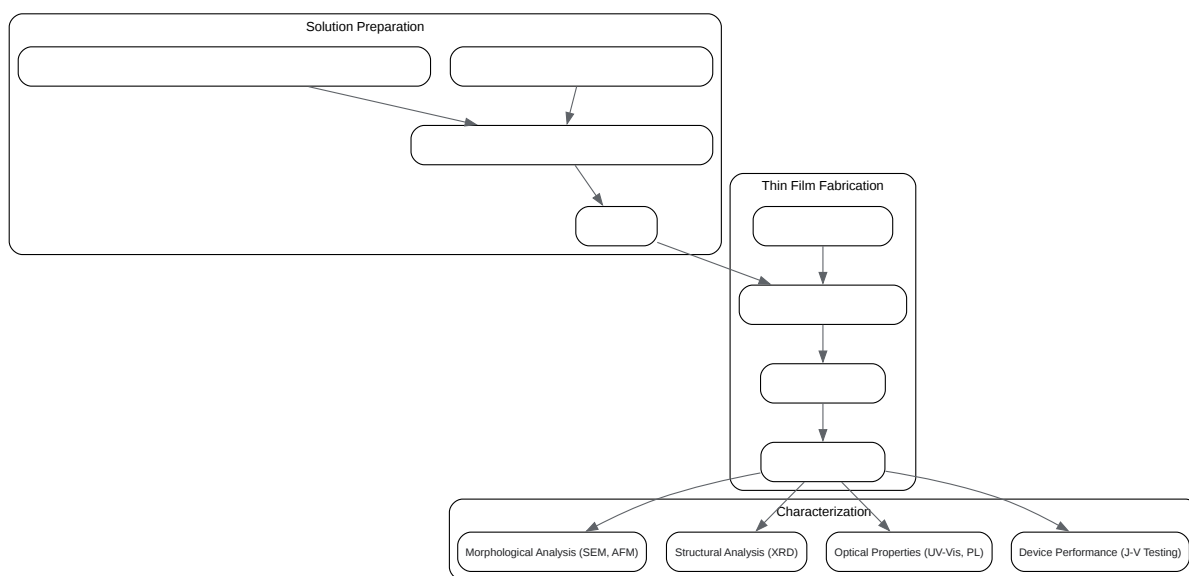 Solution Preparation
Thin Film Fabrication
Characterization
Morphological Analysis (SEM, AFM)
Structural Analysis (XRD)
Optical Properties (UV-Vis, PL)
Device Performance (J-V Testing)